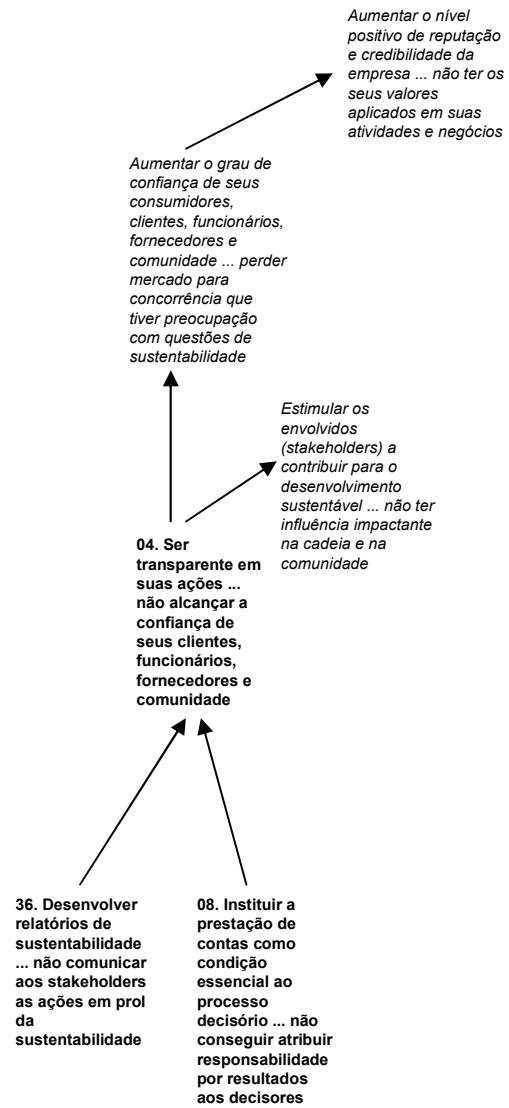 Aumentar o nível
positivo de reputação
e credibilidade da
empresa ... não ter os
seus valores
aplicados em suas
atividades e negócios
Aumentar o grau de
confiança de seus
consumidores,
clientes, funcionários,
fornecedores e
comunidade ... perder
mercado para
concorrência que
tiver preocupação
com questões de
sustentabilidade
Estimular os
envolvidos
(stakeholders) a
contribuir para o
desenvolvimento
sustentável ... não ter
influência impactante
na cadeia e na
comunidade
04. Ser
transparente em
suas ações ...
não alcançar a
confiança de
seus clientes,
funcionários,
fornecedores e
comunidade
36. Desenvolver
relatórios de
sustentabilidade
... não comunicar
aos stakeholders
as ações em prol
da
sustentabilidade
08. Instituir a
prestação de
contas como
condição
essencial ao
processo
decisório ... não
conseguir atribuir
responsabilidade
por resultados
aos decisores